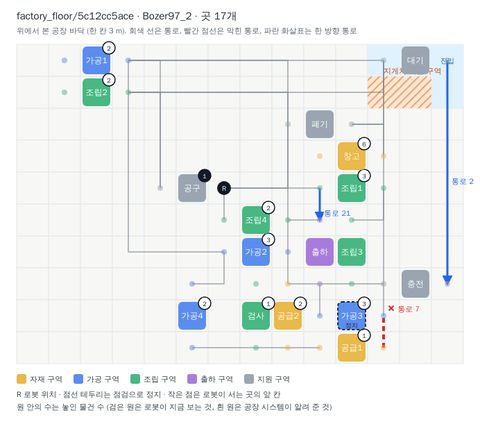 factory_floor/5c12cc5ace · Bozer97_2 · 곳 17개
위에서 본 공장 바닥 (한 칸 3 m). 회색 선은 통로, 빨간 점선은 막힌 통로, 파란 화살표는 한 방향 통로
가공1 2
대기
전입
지게차 구역
조립2 2
폐기
창고 6
공구 1
R
조립1 3
통로 2
조립4 2
통로 21
가공2 3
출하
조립3
충전
가공4 2
검사 1
공급2 2
가공3 3
정지
× 통로 7
공급1 1
자재 구역
가공 구역
조립 구역
출하 구역
지원 구역
R 로봇 위치 · 점선 테두리는 점검으로 정지 · 작은 점은 로봇이 서는 곳의 앞 칸
원 안의 수는 놓인 물건 수 (검은 원은 로봇이 지금 보는 것, 흰 원은 공장 시스템이 알려 준 것)